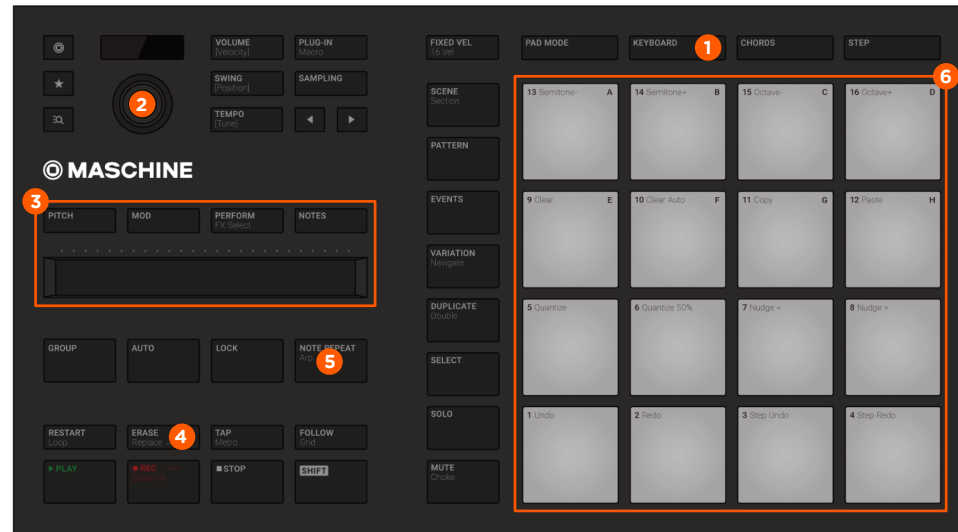 VOLUME
[Velocity]
PLUG-IN
Macro
SWING
[Position]
SAMPLING
TEMPO
[Tune]
2
MASCHINE
3
PITCH
MOD
PERFORM
FX Select
NOTES
GROUP
AUTO
LOCK
NOTE REPEAT
Arp
5
RESTART
Loop
ERASE
Replace
4
TAP
Metro
FOLLOW
Grid
PLAY
REC
STOP
SHIFT
FIXED VEL
16 Vel
SCENE
Section
PATTERN
EVENTS
VARIATION
Navigate
DUPLICATE
Double
SELECT
SOLO
MUTE
Choke
PAD MODE
KEYBOARD
1
CHORDS
STEP
6
13 Semitone- A
14 Semitone+ B
15 Octave- C
16 Octave+ D
9 Clear E
10 Clear Auto F
11 Copy G
12 Paste H
5 Quantize
6 Quantize 50%
7 Nudge <
8 Nudge >
1 Undo
2 Redo
3 Step Undo
4 Step Redo